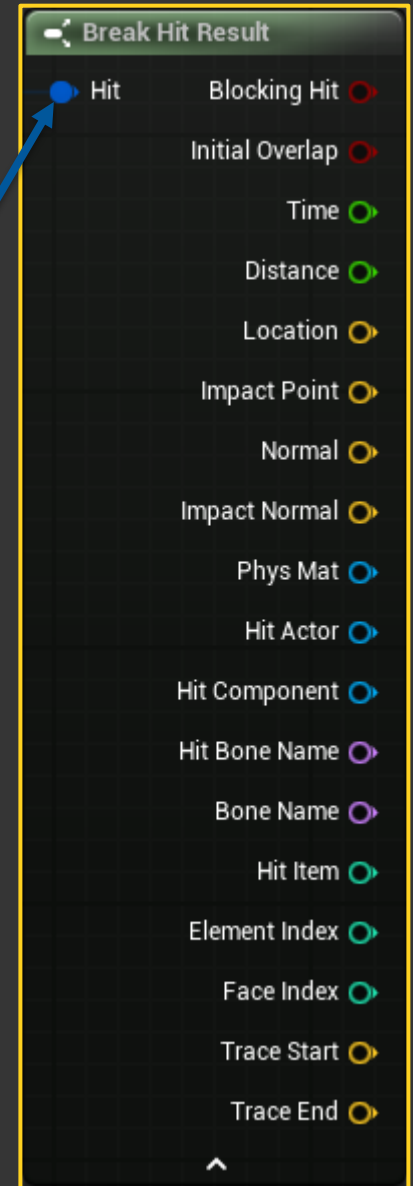 Break Hit Result
Hit Blocking Hit
Initial Overlap
Time
Distance
Location
Impact Point
Normal
Impact Normal
Phys Mat
Hit Actor
Hit Component
Hit Bone Name
Bone Name
Hit Item
Element Index
Face Index
Trace Start
Trace End